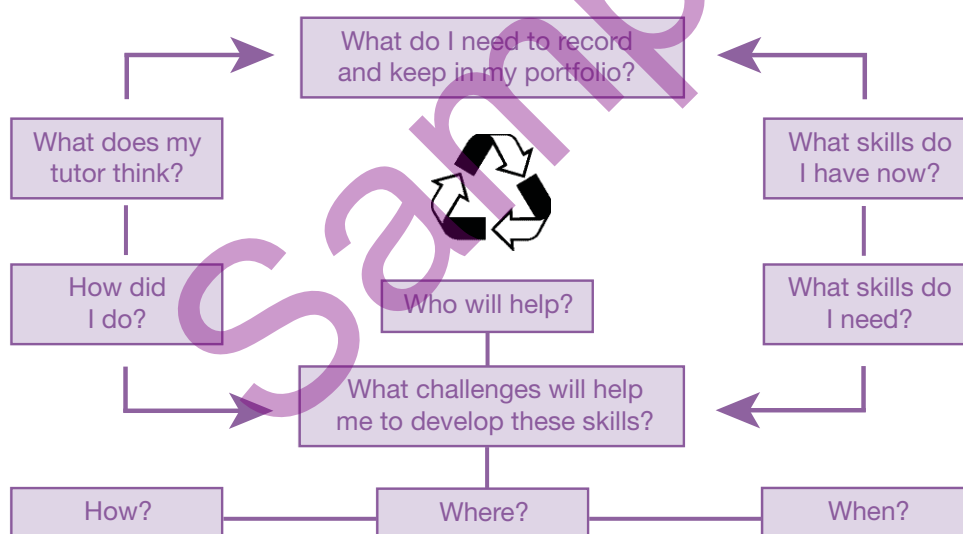 What do I need to record
and keep in my portfolio?
What does my
tutor think?
What skills do
I have now?
How did
I do?
Who will help?
What skills do
I need?
What challenges will help
me to develop these skills?
How?
Where?
When?
Samp